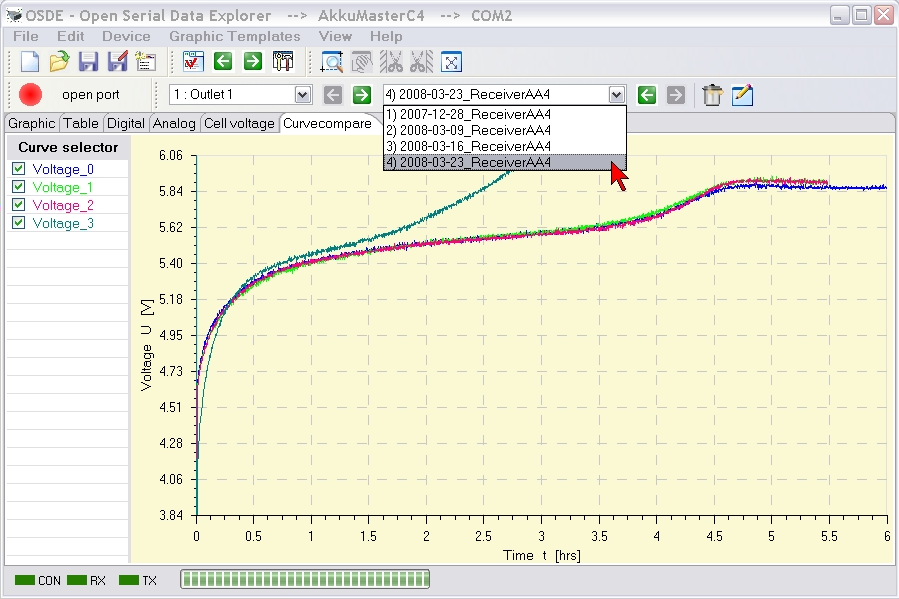 OSDE - Open Serial Data Explorer --> AkkuMasterC4 --> COM2
File Edit Device Graphic Templates View Help
open port 1 : Outlet 1 4) 2008-03-23_ReceiverAA4
1) 2007-12-28_ReceiverAA4
2) 2008-03-09_ReceiverAA4
3) 2008-03-16_ReceiverAA4
4) 2008-03-23_ReceiverAA4
Graphic Table Digital Analog Cell voltage Curvecompare
Curve selector
Voltage_0
Voltage_1
Voltage_2
Voltage_3
Voltage U [V]
6.06
5.84
5.62
5.40
5.18
4.95
4.73
4.51
4.28
4.06
3.84
0 0.5 1 1.5 2 2.5 3 3.5 4 4.5 5 5.5 6
Time t [hrs]
CON RX TX